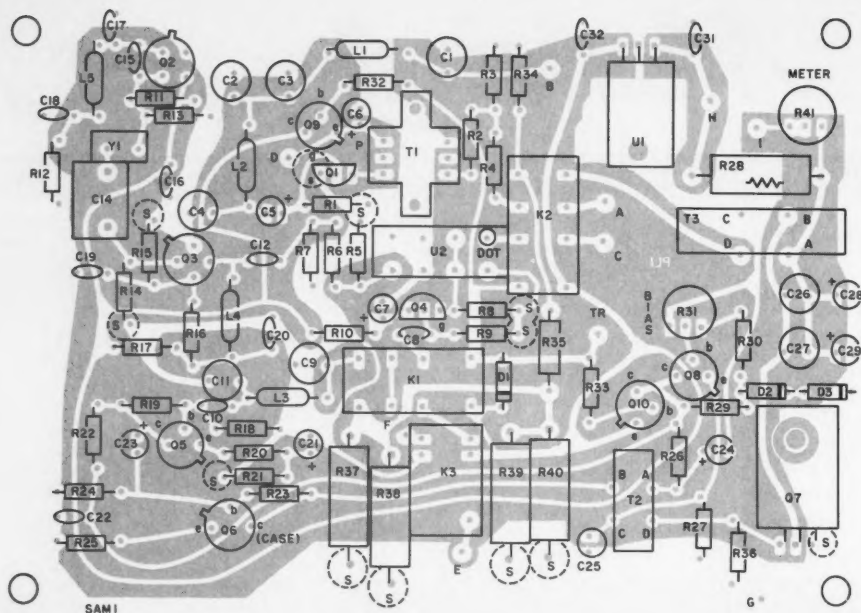 C17
C15
Q2
L5
R11
R13
C18
Y1
R12
C14
C16
C2
C3
L1
R32
C1
b
c
Q9
e
C6
+
P
T1
D
g
Q1
L2
C4
C5
+
R1
S
S
R3
R34
B
R2
R4
C32
C31
U1
H
METER
R41
I
R28
T3
C
B
D
A
K2
A
C
U2
DOT
R7
R6
R5
C12
Q3
R15
C19
R14
S
R16
L4
C20
R17
R10
C7
+
Q4
g
C8
R8
R9
S
S
R35
TR
BIAS
R31
R30
C26
+
C28
C27
+
C29
C9
C11
L3
C10
K1
F
D1
R33
c
Q10
b
e
b
c
Q8
e
R29
D2
D3
R19
R22
+
C23
b
c
Q5
e
R18
R20
R21
S
R23
C21
+
R24
C22
R25
b
e
Q6
c
(CASE)
R37
R38
K3
E
R39
R40
S
S
S
S
B
A
T2
C
D
C25
R26
+
C24
R27
R36
Q7
S
G
SAM1